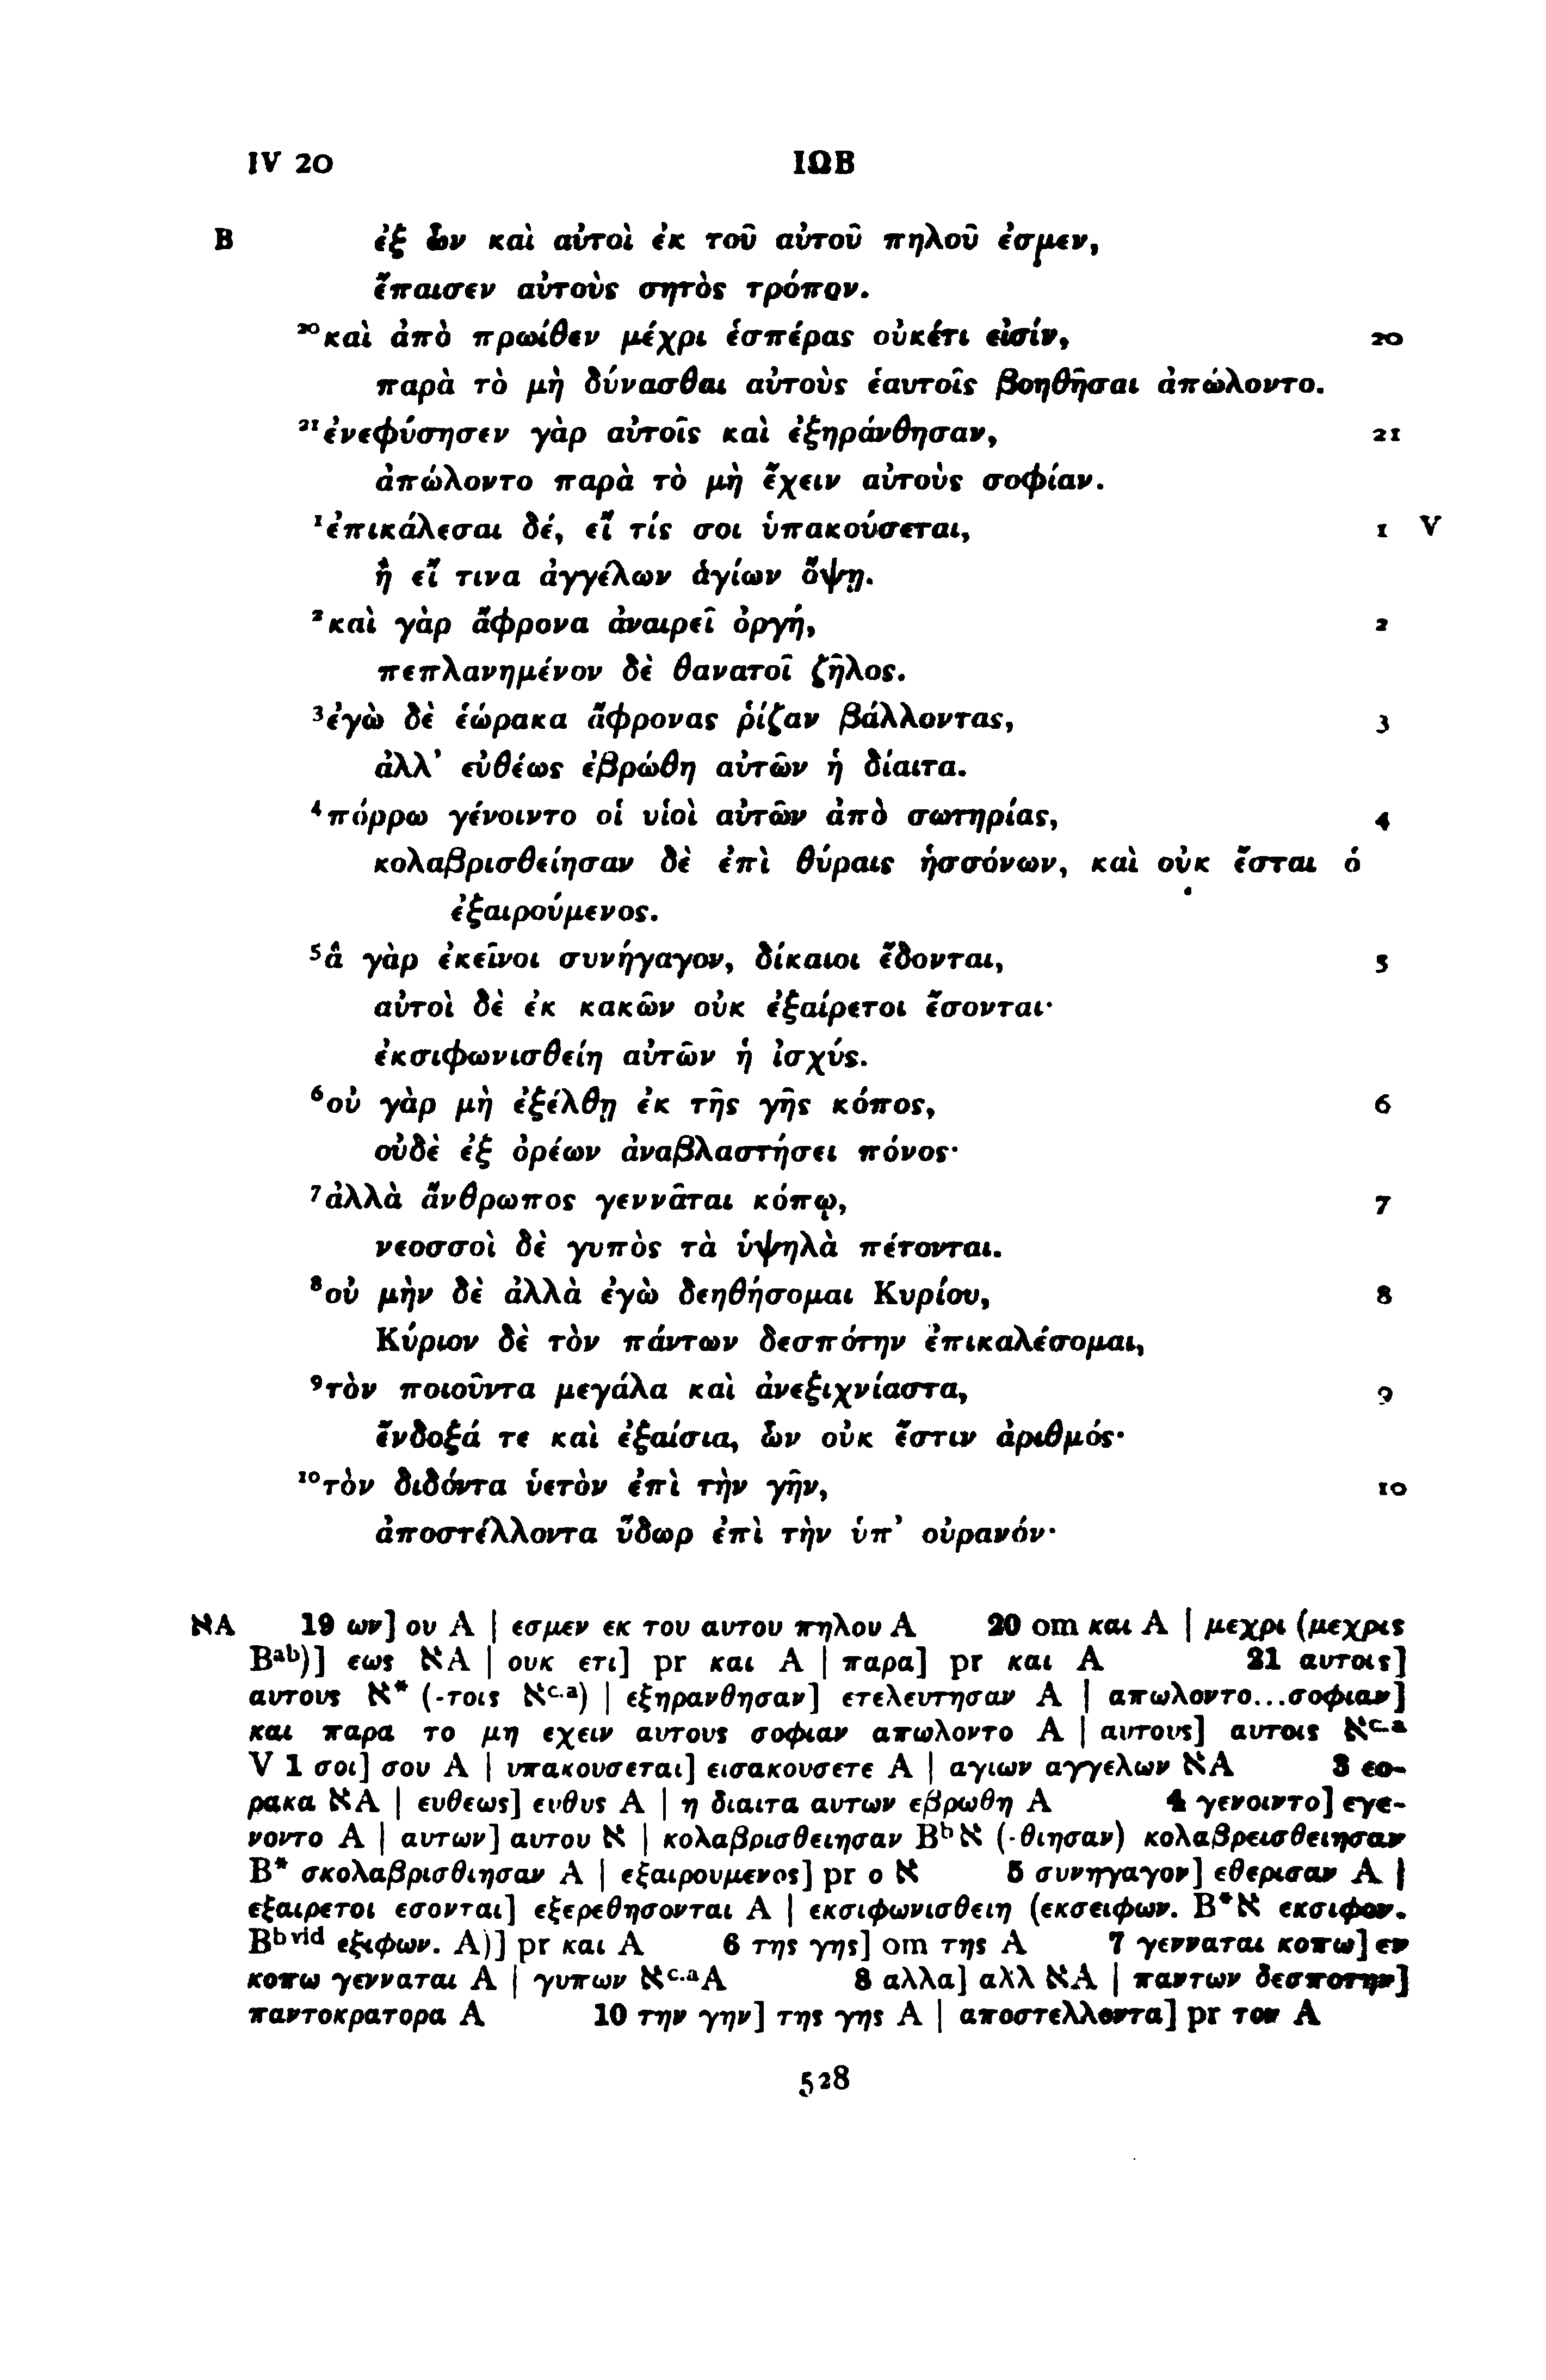 IV 20 ΙΩΒ
B ἐξ ὧν καὶ αὐτοὶ ἐκ τοῦ αὐτοῦ πηλοῦ ἐσμεν,
ἔπαισεν αὐτοὺς σητὸς τρόπον.
20 καὶ ἀπὸ πρωίθεν μέχρι ἑσπέρας οὐκέτι εἰσίν, 20
παρὰ τὸ μὴ δύνασθαι αὐτοὺς ἑαυτοῖς βοηθῆσαι ἀπώλοντο.
21 ἐνεφύσησεν γὰρ αὐτοῖς καὶ ἐξηράνθησαν, 21
ἀπώλοντο παρὰ τὸ μὴ ἔχειν αὐτοὺς σοφίαν.
1 ἐπικάλεσαι δέ, εἴ τίς σοι ὑπακούσεται, 1 V
ἢ εἴ τινα ἀγγέλων ἁγίων ὄψῃ.
2 καὶ γὰρ ἄφρονα ἀναιρεῖ ὀργή, 2
πεπλανημένον δὲ θανατοῖ ζῆλος.
3 ἐγὼ δὲ ἑώρακα ἄφρονας ῥίζαν βάλλοντας, 3
ἀλλ’ εὐθέως ἐβρώθη αὐτῶν ἡ δίαιτα.
4 πόρρω γένοιντο οἱ υἱοὶ αὐτῶν ἀπὸ σωτηρίας, 4
κολαβρισθείησαν δὲ ἐπὶ θύραις ἡσσόνων, καὶ οὐκ ἔσται ὁ
ἐξαιρούμενος.
5 ἃ γὰρ ἐκεῖνοι συνήγαγον, δίκαιοι ἔδονται, 5
αὐτοὶ δὲ ἐκ κακῶν οὐκ ἐξαίρετοι ἔσονται·
ἐκσιφωνισθείη αὐτῶν ἡ ἰσχύς.
6 οὐ γὰρ μὴ ἐξέλθῃ ἐκ τῆς γῆς κόπος, 6
οὐδὲ ἐξ ὀρέων ἀναβλαστήσει πόνος·
7 ἀλλὰ ἄνθρωπος γεννᾶται κόπῳ, 7
νεοσσοὶ δὲ γυπὸς τὰ ὑψηλὰ πέτονται.
8 οὐ μὴν δὲ ἀλλὰ ἐγὼ δεηθήσομαι Κυρίου, 8
Κύριον δὲ τὸν πάντων δεσπότην ἐπικαλέσομαι,
9 τὸν ποιοῦντα μεγάλα καὶ ἀνεξιχνίαστα, 9
ἔνδοξά τε καὶ ἐξαίσια, ὧν οὐκ ἔστιν ἀριθμός·
10 τὸν διδόντα ὑετὸν ἐπὶ τὴν γῆν, 10
ἀποστέλλοντα ὕδωρ ἐπὶ τὴν ὑπ’ οὐρανόν·
אA 19 ων] ου A | εσμεν εκ του αυτου πηλου A 20 om και A | μεχρι (μεχρις
Bab)] εως אA | ουκ ετι] pr και A | παρα] pr και A 21 αυτοις]
αυτους א* (-τοις אc.a) | εξηρανθησαν] ετελευτησαν A | απωλοντο...σοφιαν]
και παρα το μη εχειν αυτους σοφιαν απωλοντο A | αυτους] αυτοις אc.a
V 1 σοι] σου A | υπακουσεται] εισακουσετε A | αγιων αγγελων אA 3 εο-
ρακα אA | ευθεως] ευθυς A | η διαιτα αυτων εβρωθη A 4 γενοιντο] εγε-
νοντο A | αυτων] αυτου א | κολαβρισθειησαν Bbא (-θιησαν) κολαβρεισθειησαν
B* σκολαβρισθιησαν A | εξαιρουμενος] pr ο א 5 συνηγαγον] εθερισαν A |
εξαιρετοι εσονται] εξερεθησονται A | εκσιφωνισθειη (εκσειφων. B*א εκσιφων.
Bbvid εξιφων. A)] pr και A 6 της γης] om της A 7 γενναται κοπω] εν
κοπω γενναται A | γυπων אc.aA 8 αλλα] αλλ אA | παντων δεσποτην]
παντοκρατορα A 10 την γην] της γης A | αποστελλοντα] pr τον A
528